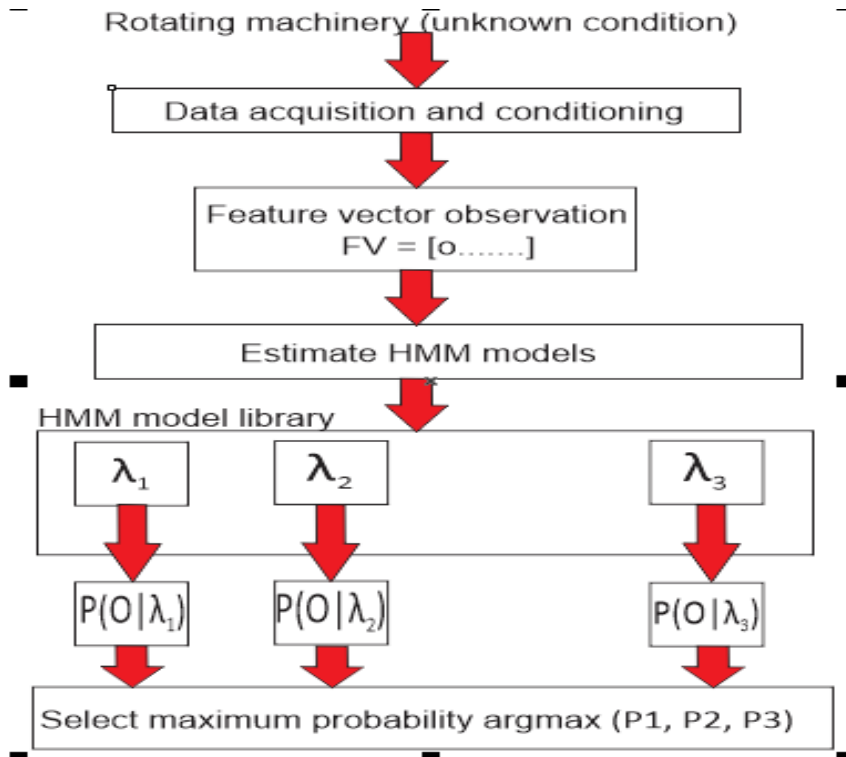 Rotating machinery (unknown condition)
Data acquisition and conditioning
Feature vector observation
FV = [o.......]
Estimate HMM models
HMM model library
λ₁ λ₂ λ₃
P(O|λ₁) P(O|λ₂) P(O|λ₃)
Select maximum probability argmax (P1, P2, P3)